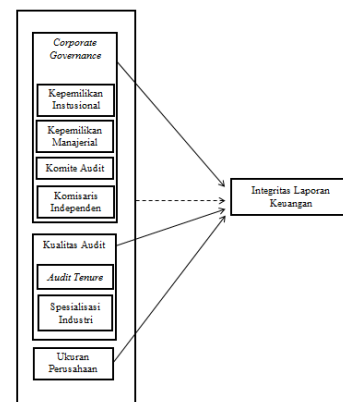 Corporate
Governance
Kepemilikan
Instusional
Kepemilikan
Manajerial
Komite Audit
Komisaris
Independen
Kualitas Audit
Audit Tenure
Spesialisasi
Industri
Ukuran
Perusahaan
Integritas Laporan
Keuangan